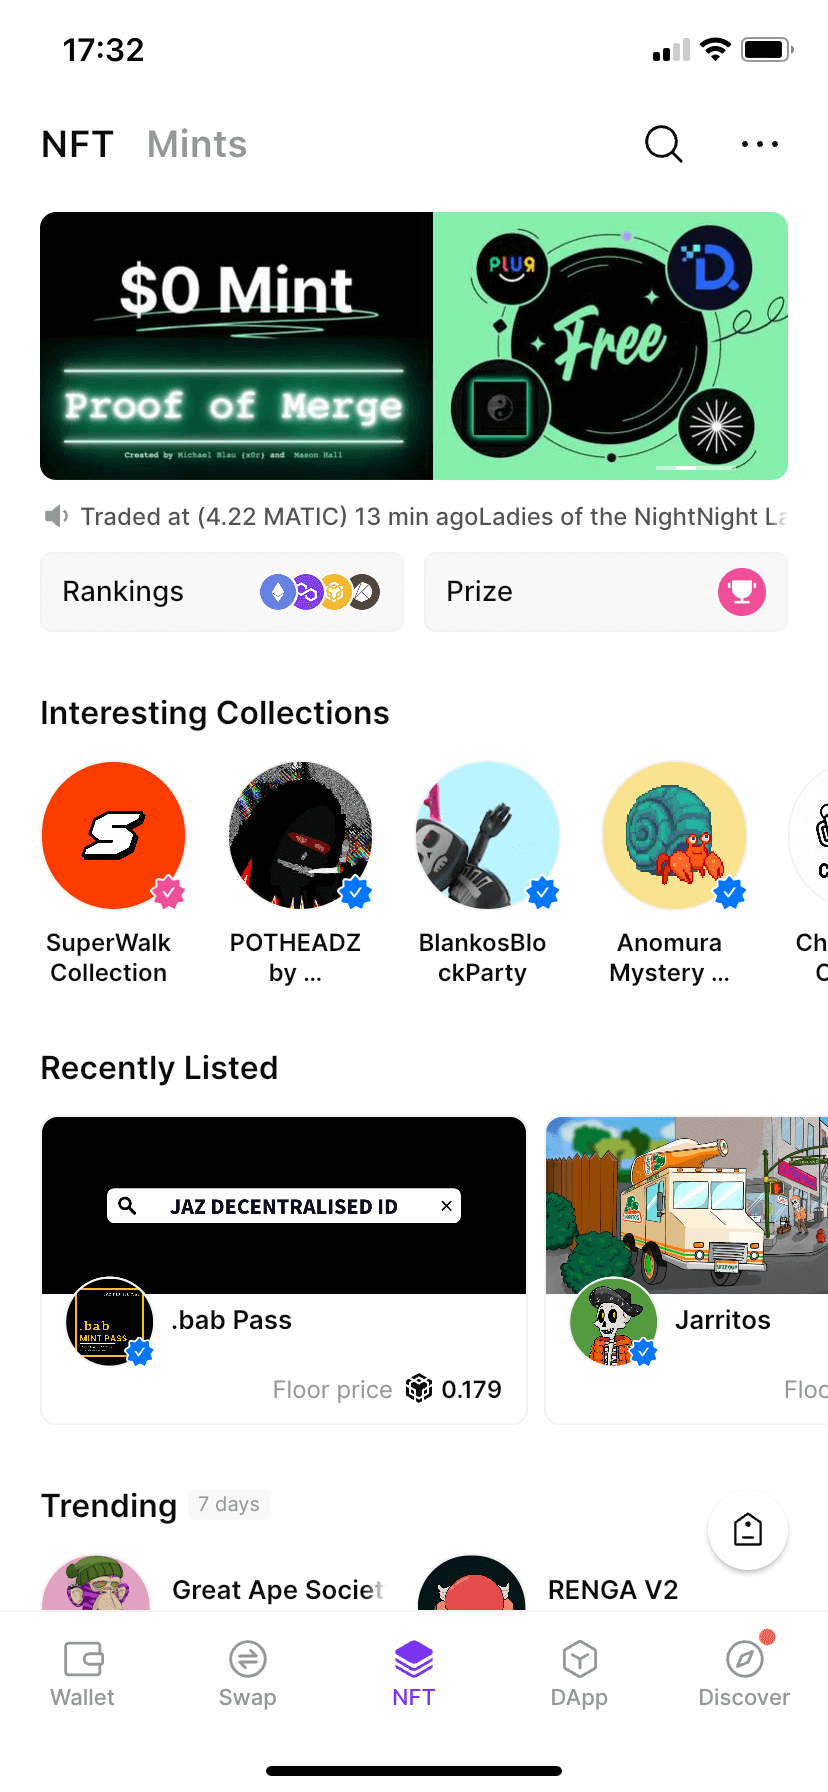 17:32
NFT Mints
$0 Mint
Proof of Merge
Created by Michael Blau (x0r) and Mason Hall
PLUR
Free
Traded at (4.22 MATIC) 13 min agoLadies of the NightNight La
Rankings
Prize
Interesting Collections
SuperWalk
Collection
POTHEADZ
by ...
BlankosBlo
ckParty
Anomura
Mystery ...
Ch
C
Recently Listed
JAZ DECENTRALISED ID
.bab
MINT PASS
.bab Pass
Floor price 0.179
Jarritos
Floo
Trending 7 days
Great Ape Societ
RENGA V2
Wallet
Swap
NFT
DApp
Discover